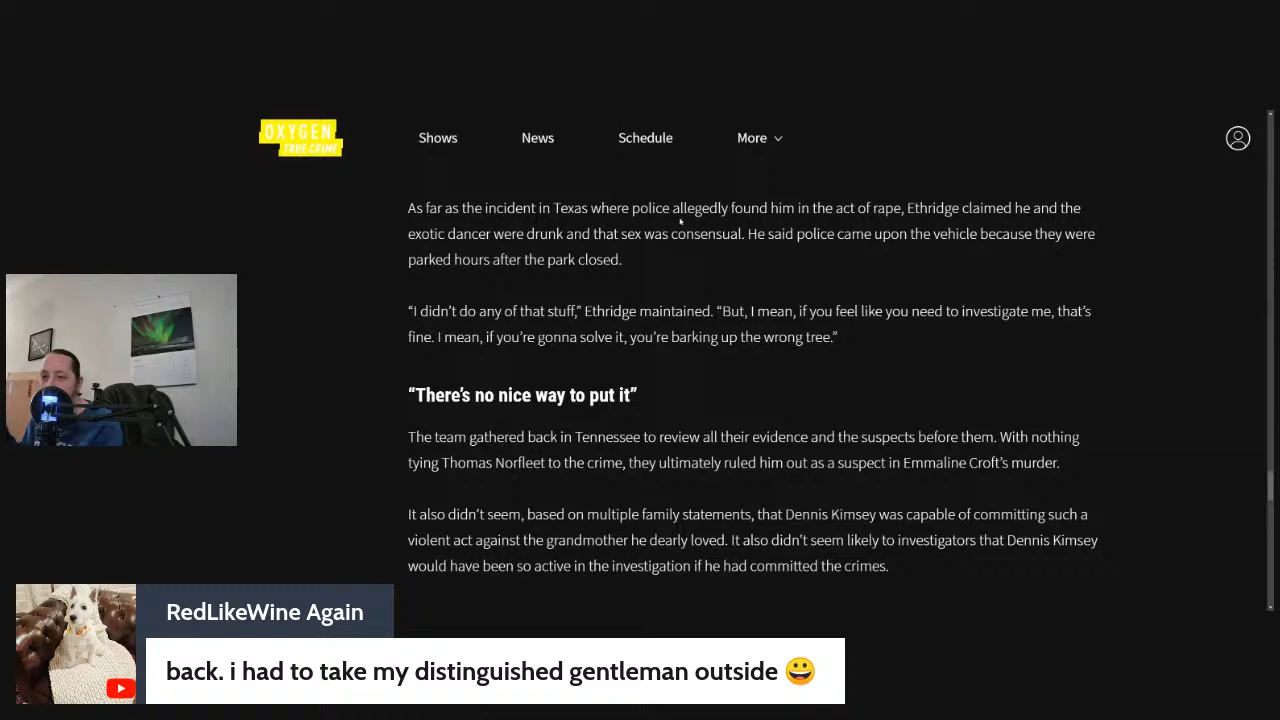 OXYGEN
TRUE CRIME
Shows
News
Schedule
More
As far as the incident in Texas where police allegedly found him in the act of rape, Ethridge claimed he and the
exotic dancer were drunk and that sex was consensual. He said police came upon the vehicle because they were
parked hours after the park closed.
“I didn’t do any of that stuff,” Ethridge maintained. “But, I mean, if you feel like you need to investigate me, that’s
fine. I mean, if you’re gonna solve it, you’re barking up the wrong tree.”
“There’s no nice way to put it”
The team gathered back in Tennessee to review all their evidence and the suspects before them. With nothing
tying Thomas Norfleet to the crime, they ultimately ruled him out as a suspect in Emmaline Croft’s murder.
It also didn’t seem, based on multiple family statements, that Dennis Kimsey was capable of committing such a
violent act against the grandmother he dearly loved. It also didn’t seem likely to investigators that Dennis Kimsey
would have been so active in the investigation if he had committed the crimes.
RedLikeWine Again
back. i had to take my distinguished gentleman outside 😀